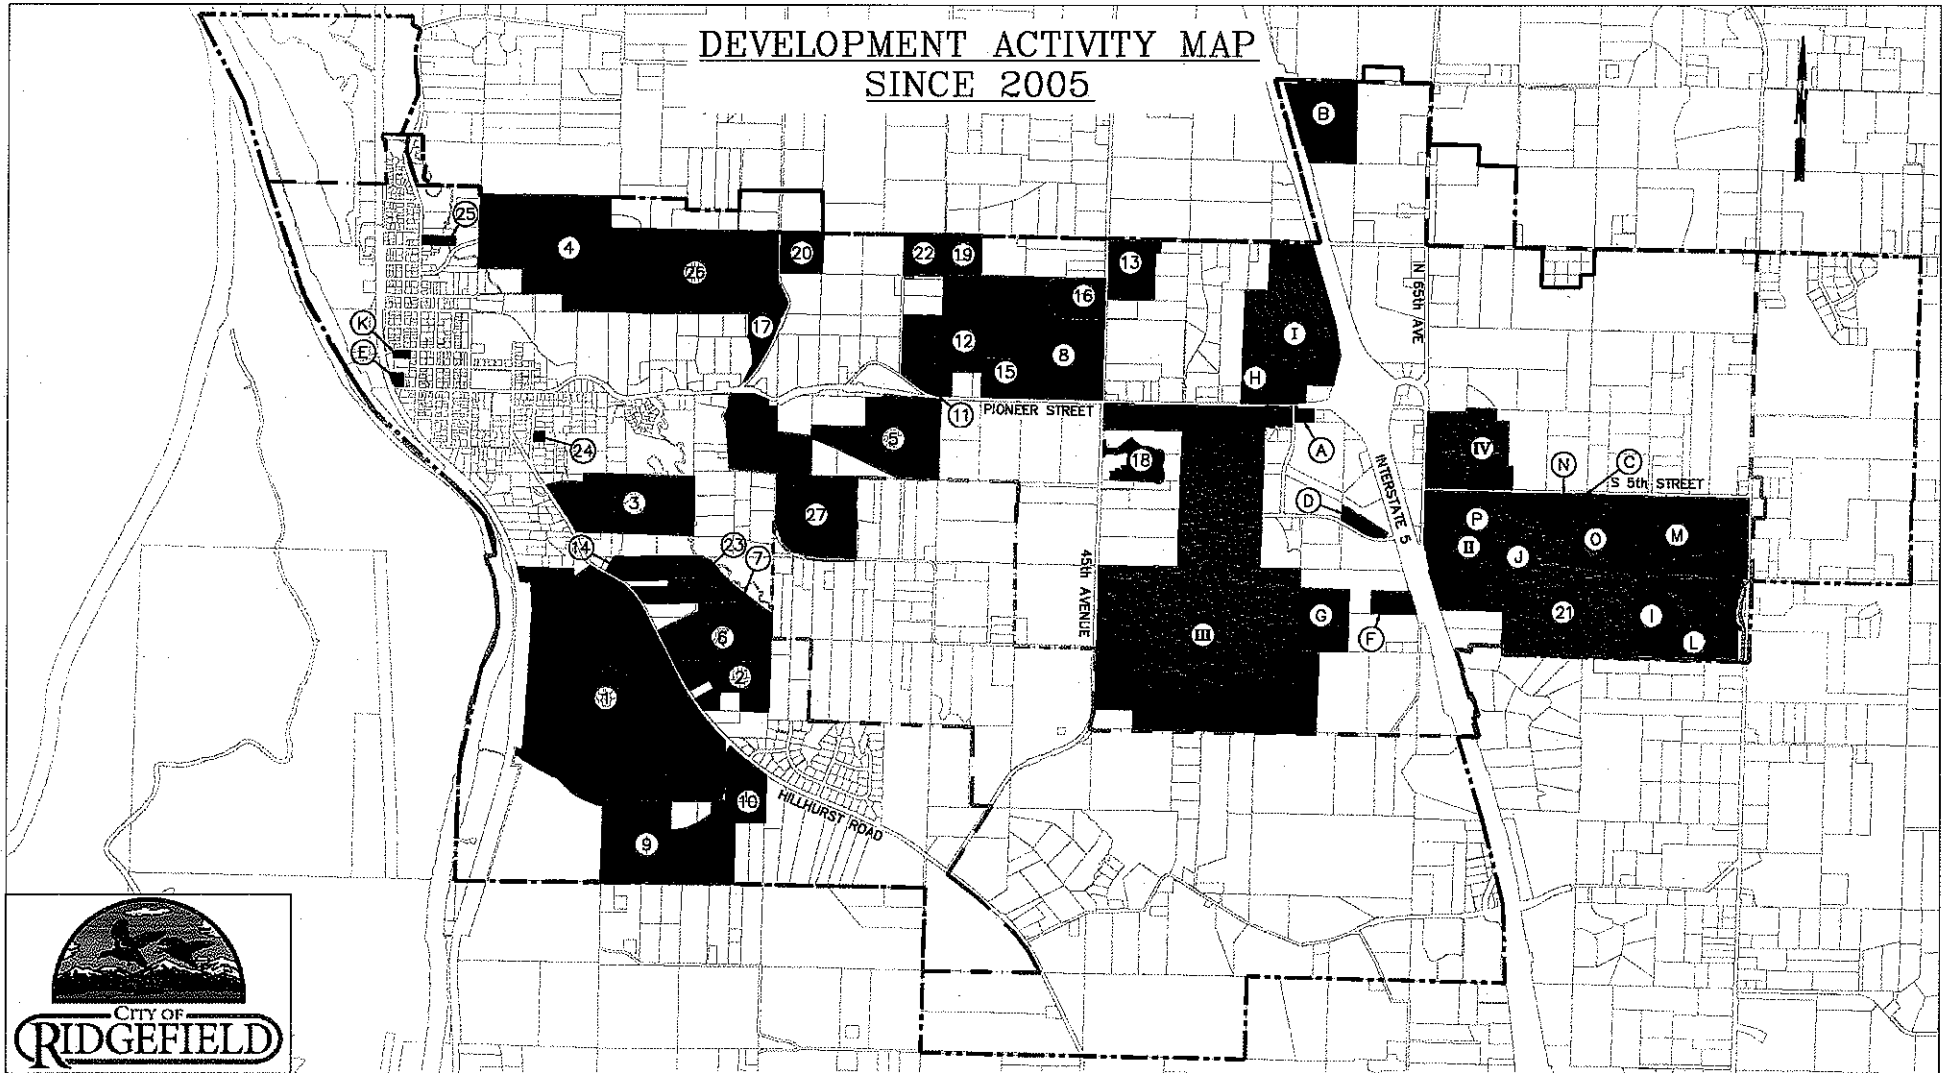 DEVELOPMENT ACTIVITY MAP
SINCE 2005
B
25
4
26
20
22
19
13
16
N 65th AVE
K
17
12
8
I
E
15
H
11
PIONEER STREET
5
A
24
18
IV
N
C
S 5th STREET
INTERSTATE 5
3
27
D
P
O
M
14
23
7
II
J
45th AVENUE
6
III
G
F
21
I
L
2
1
10
HILLHURST ROAD
9
CITY OF
RIDGEFIELD